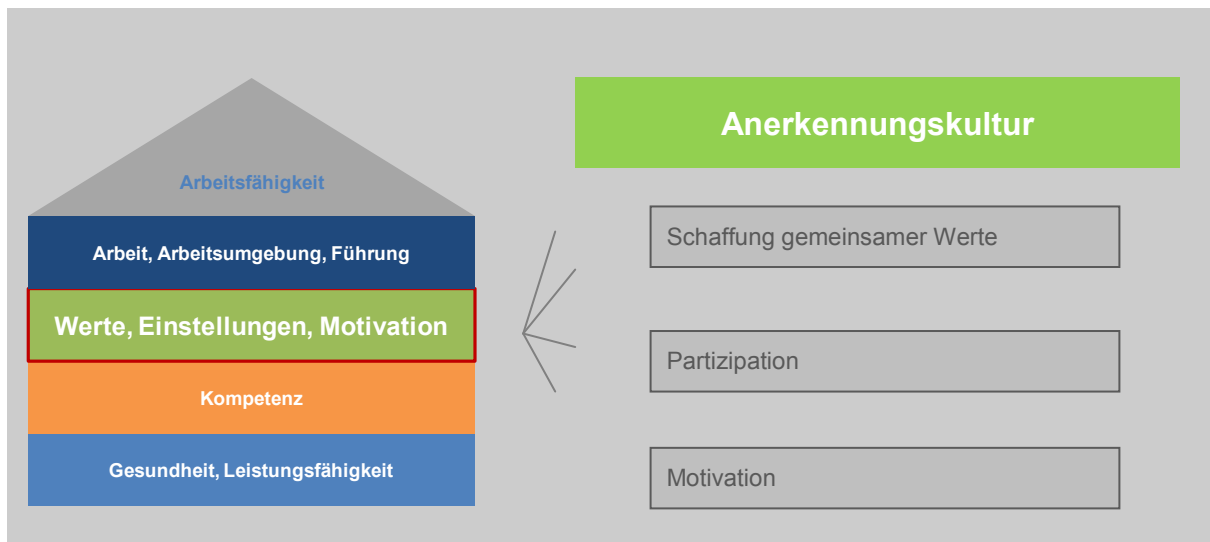 Arbeitsfähigkeit
Arbeit, Arbeitsumgebung, Führung
Werte, Einstellungen, Motivation
Kompetenz
Gesundheit, Leistungsfähigkeit
Anerkennungskultur
Schaffung gemeinsamer Werte
Partizipation
Motivation